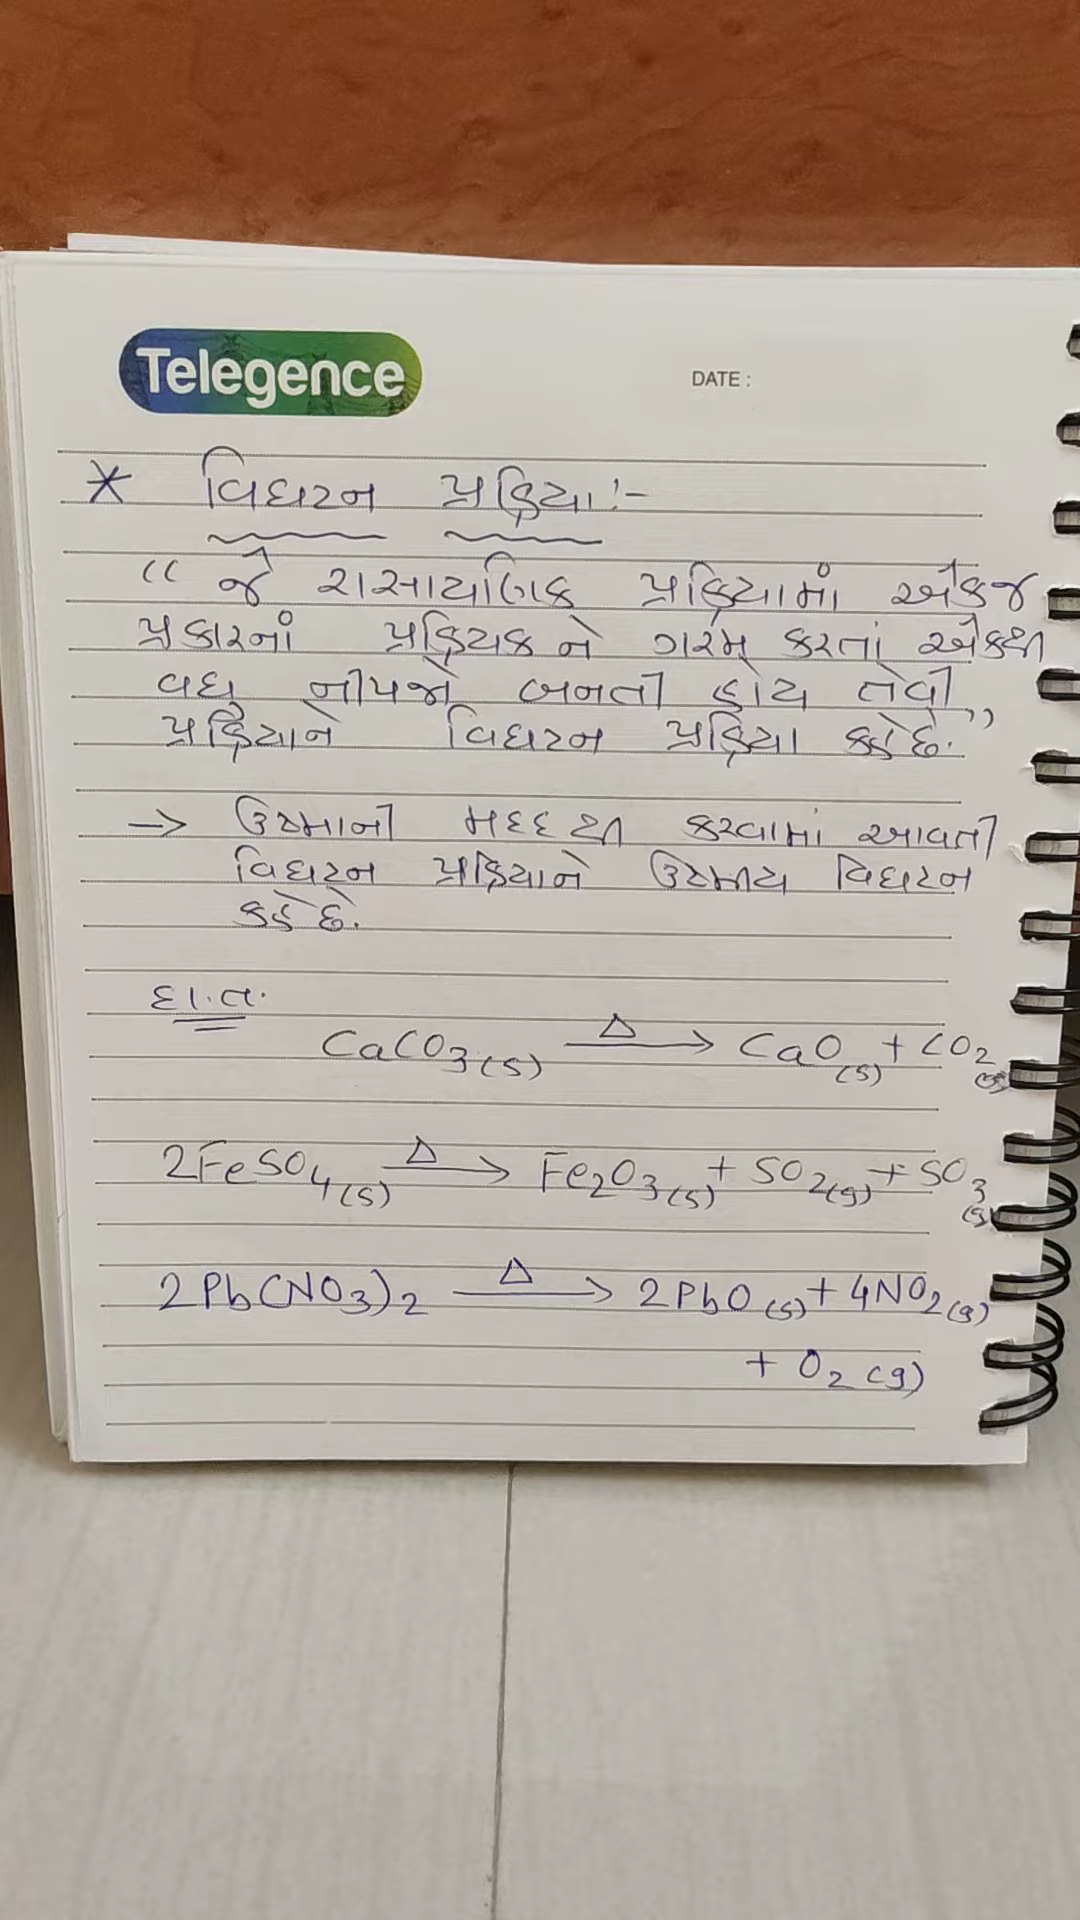 Telegence
DATE :
* વિઘટન પ્રક્રિયા :-
“ જે રાસાયણિક પ્રક્રિયામાં એકજ
પ્રકારનાં પ્રક્રિયક ને ગરમ કરતાં એકથી
વધુ નીપજો બનતી હોય તેવી
પ્રક્રિયાને વિઘટન પ્રક્રિયા કહે છે. ”
→ ઉષ્માની મદદથી કરવામાં આવતી
વિઘટન પ્રક્રિયાને ઉષ્મીય વિઘટન
કહે છે.
દા.ત.
CaCO3(s) —Δ→ CaO(s) + CO2(g)
2FeSO4(s) —Δ→ Fe2O3(s) + SO2(g) + SO3(g)
2Pb(NO3)2 —Δ→ 2PbO(s) + 4NO2(g)
+ O2(g)